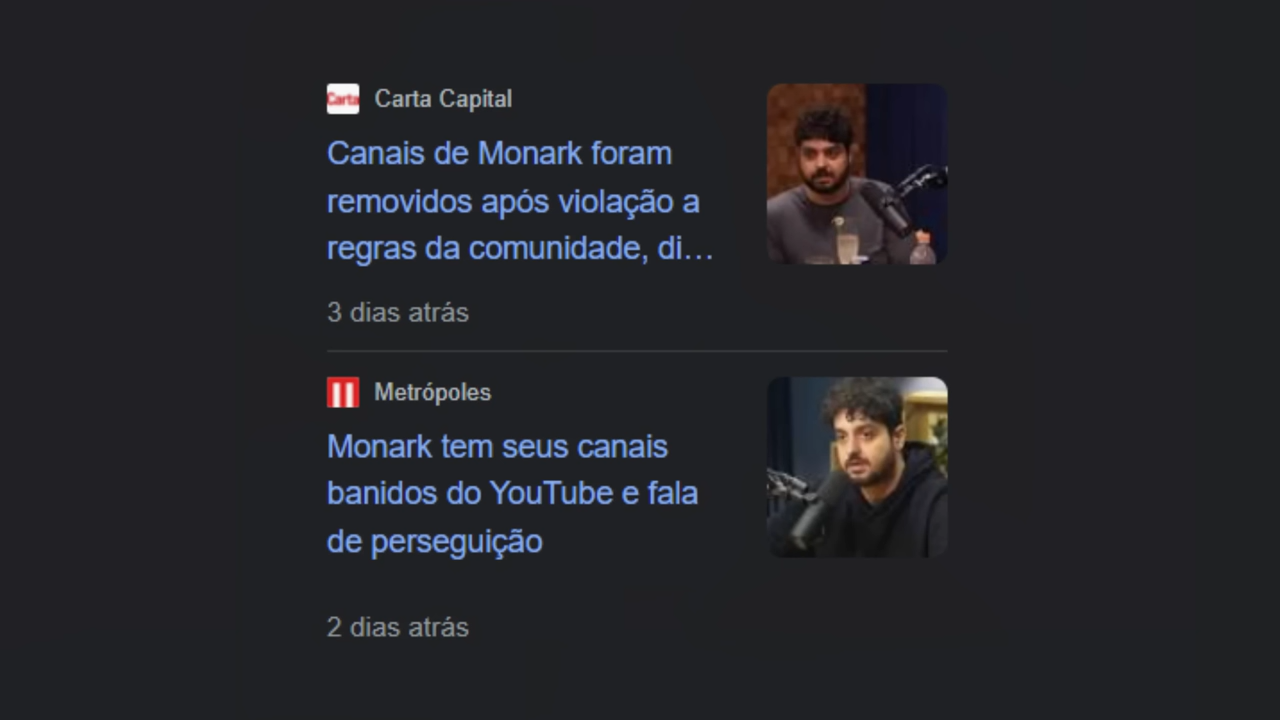 Carta
Carta Capital
Canais de Monark foram
removidos após violação a
regras da comunidade, di...
3 dias atrás
Metrópoles
Monark tem seus canais
banidos do YouTube e fala
de perseguição
2 dias atrás